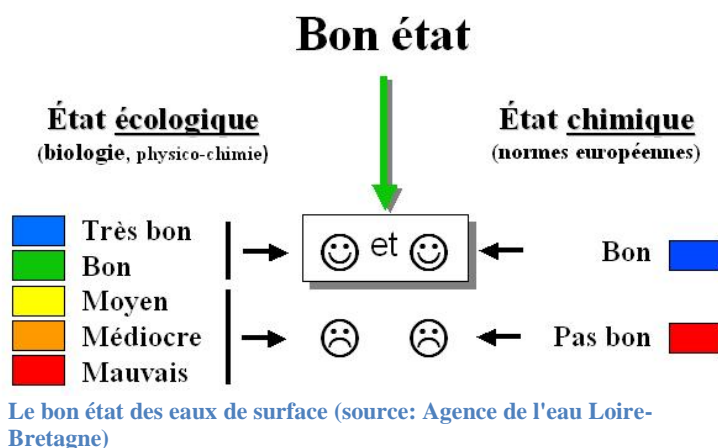 Bon état
État écologique
(biologie, physico-chimie)
État chimique
(normes européennes)
Très bon
Bon
Moyen
Médiocre
Mauvais
et
Bon
Pas bon
Le bon état des eaux de surface (source: Agence de l'eau Loire-
Bretagne)